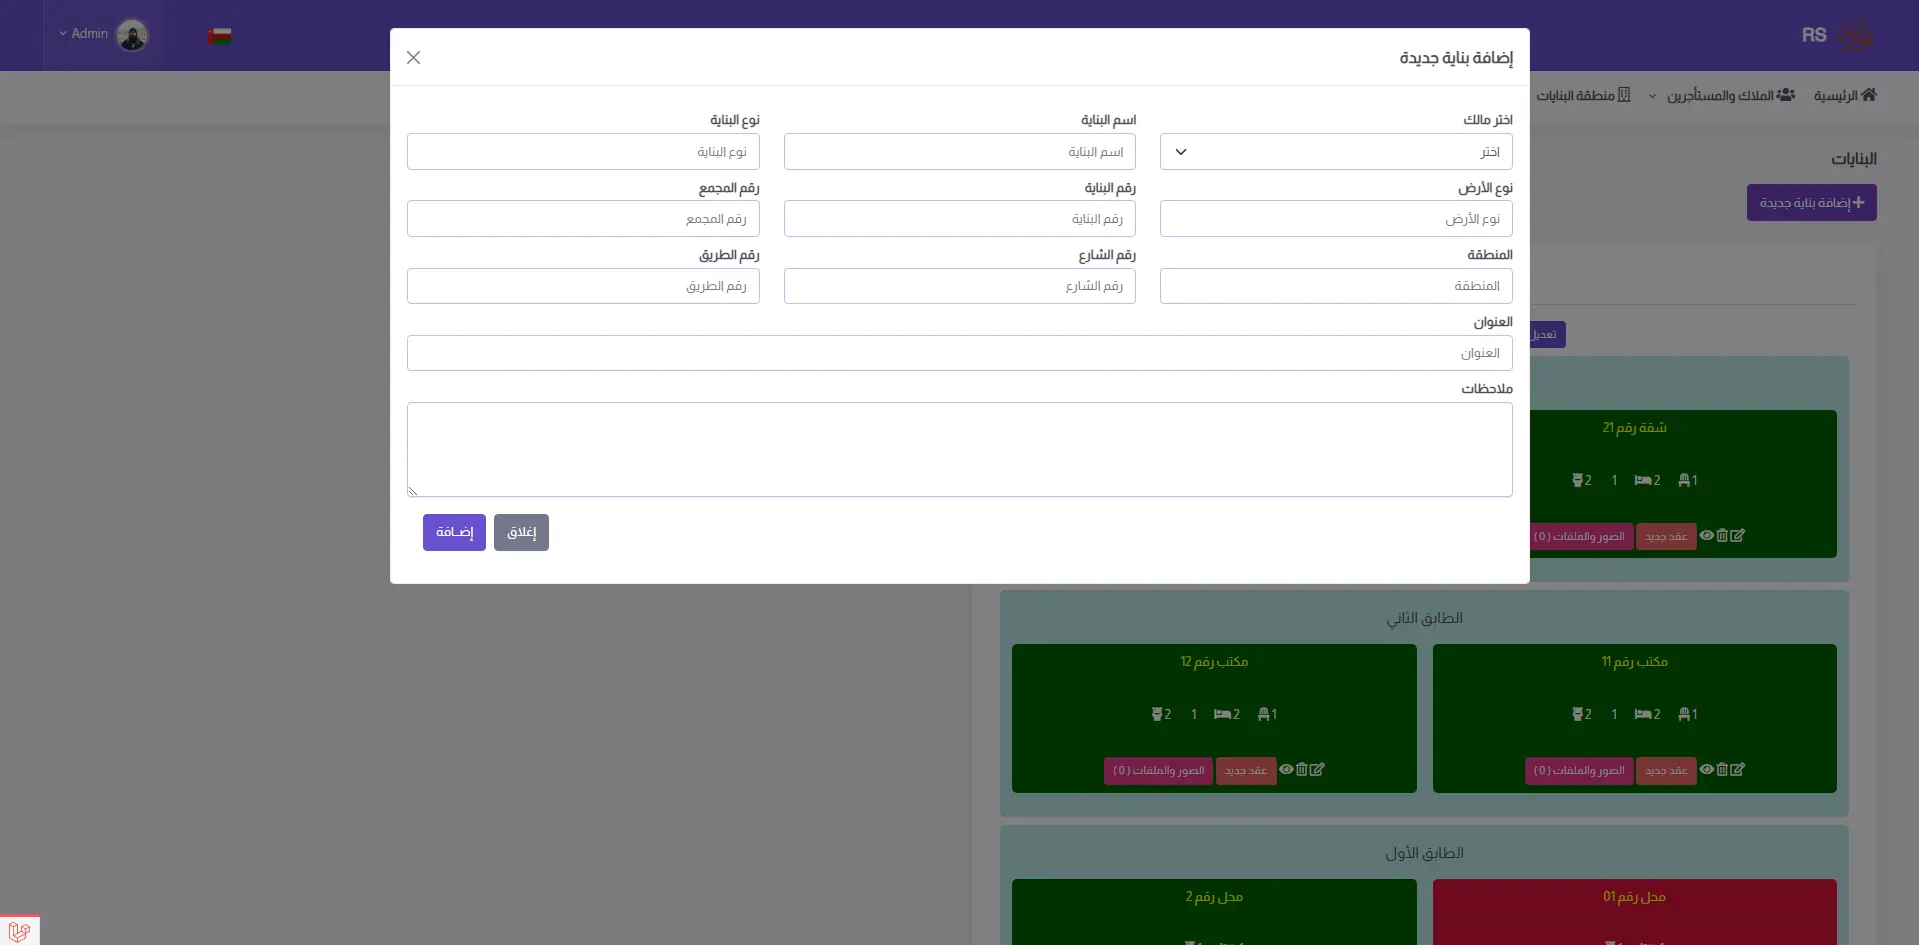 RS
Admin
الرئيسية
الملاك والمستأجرين
منطقة البنايات
البنايات
إضافة بناية جديدة
إضافة بناية جديدة
اختر مالك
اسم البناية
نوع البناية
اختر
اسم البناية
نوع البناية
نوع الأرض
رقم البناية
رقم المجمع
نوع الأرض
رقم البناية
رقم المجمع
المنطقة
رقم الشارع
رقم الطريق
المنطقة
رقم الشارع
رقم الطريق
العنوان
العنوان
ملاحظات
إغلاق
إضـافة
تعديل
شقة رقم 21
1 2 1 2
عقد جديد
الصور والملفات ( 0 )
الطابق الثاني
مكتب رقم 11
1 2 1 2
عقد جديد
الصور والملفات ( 0 )
مكتب رقم 12
1 2 1 2
عقد جديد
الصور والملفات ( 0 )
الطابق الأول
محل رقم 01
محل رقم 2